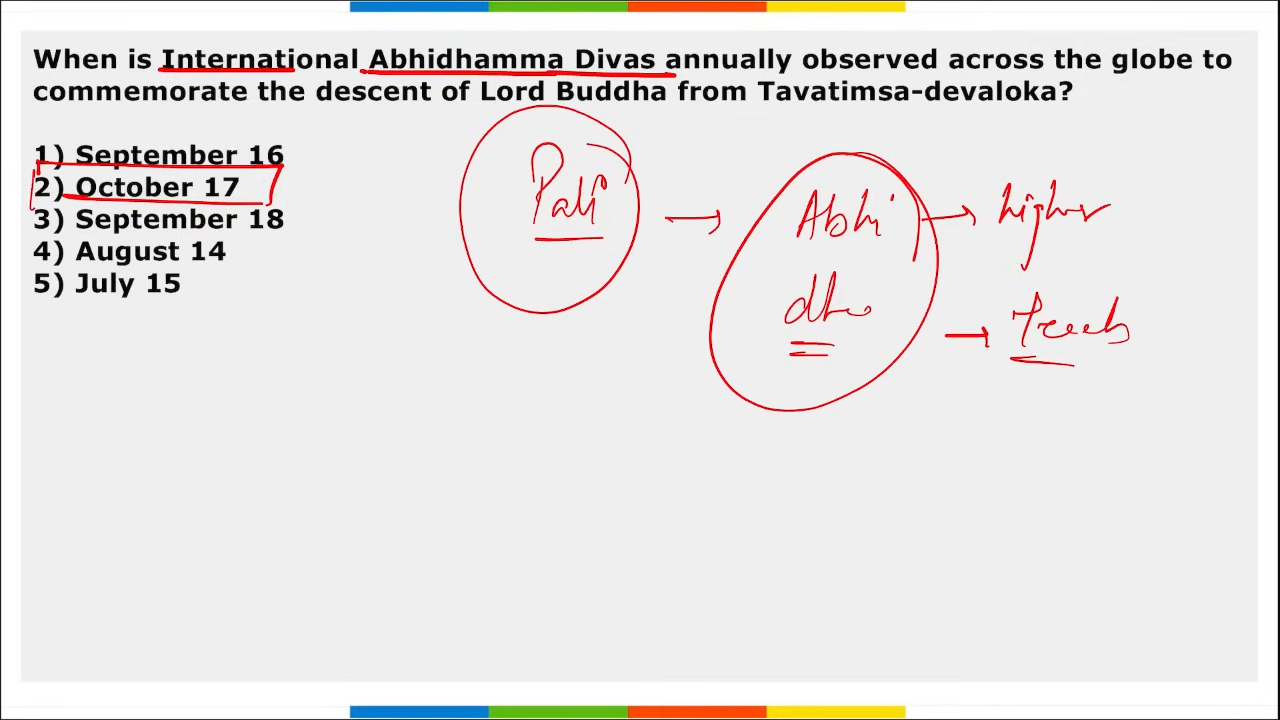 When is International Abhidhamma Divas annually observed across the globe to
commemorate the descent of Lord Buddha from Tavatimsa-devaloka?
1) September 16
2) October 17
3) September 18
4) August 14
5) July 15
Pali
Abhi
higher